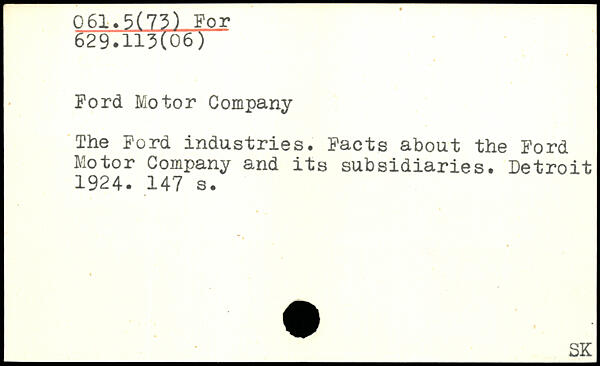 061.5(73) For
629.113(06)
Ford Motor Company
The Ford industries. Facts about the Ford
Motor Company and its subsidiaries. Detroit
1924. 147 s.
SK